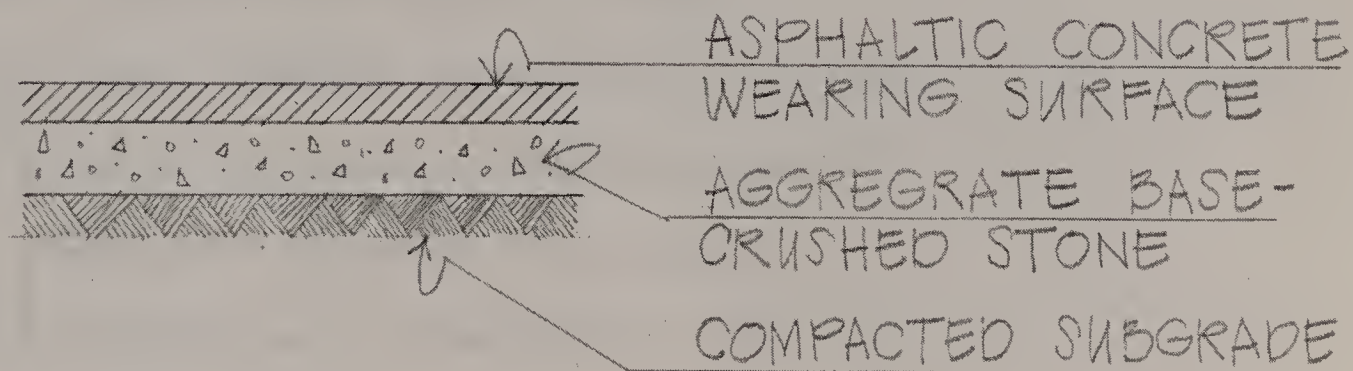 ASPHALTIC CONCRETE
WEARING SURFACE
AGGREGRATE BASE-
CRUSHED STONE
COMPACTED SUBGRADE